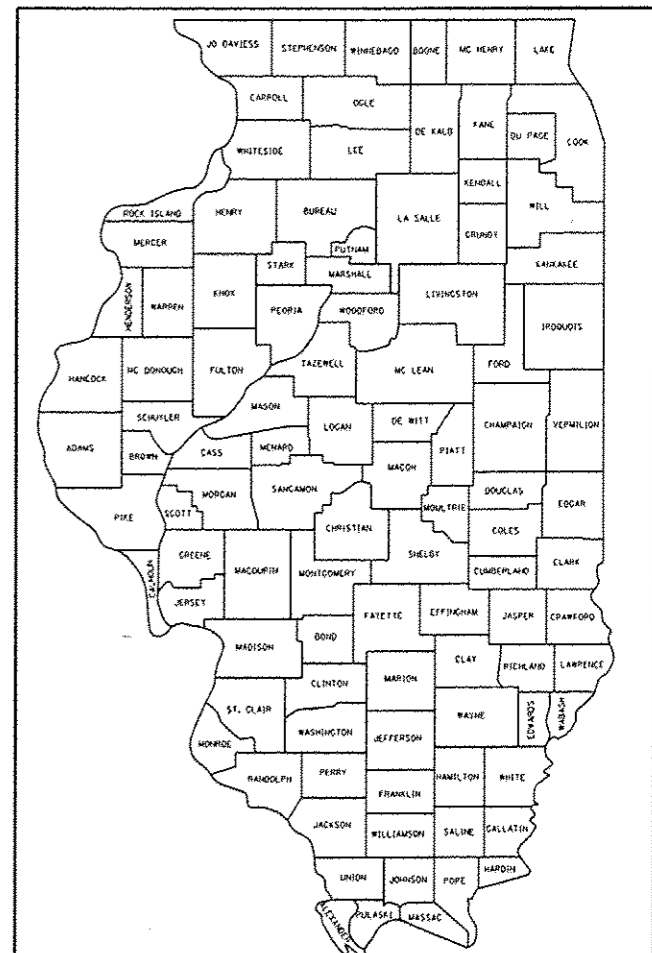 JO DAVIESS
STEPHENSON
WINNEBAGO
BOONE
MC HENRY
LAKE
CARROLL
OGLE
DE KALB
KANE
DU PAGE
COOK
WHITESIDE
LEE
KENDALL
WILL
ROCK ISLAND
HENRY
BUREAU
LA SALLE
GRUNDY
MERCER
PUTNAM
STARK
MARSHALL
KANKAKEE
HENDERSON
WARREN
KNOX
PEORIA
WOODFORD
LIVINGSTON
IROQUOIS
FORD
HANCOCK
MC DONOUGH
FULTON
TAZEWELL
MC LEAN
MASON
SCHUYLER
LOGAN
DE WITT
CHAMPAIGN
VERMILION
ADAMS
BROWN
CASS
MENARD
PIATT
MACON
MORGAN
SANGAMON
DOUGLAS
EDGAR
PIKE
SCOTT
CHRISTIAN
MOULTRIE
COLES
GREENE
MACOUPIN
MONTGOMERY
SHELBY
CUMBERLAND
CLARK
CALHOUN
JERSEY
FAYETTE
EFFINGHAM
JASPER
CRAWFORD
MADISON
BOND
CLAY
RICHLAND
LAWRENCE
CLINTON
MARION
ST. CLAIR
WAYNE
EDWARDS
WABASH
MONROE
WASHINGTON
JEFFERSON
RANDOLPH
PERRY
HAMILTON
WHITE
FRANKLIN
JACKSON
WILLIAMSON
SALINE
GALLATIN
UNION
JOHNSON
POPE
HARDIN
ALEXANDER
PULASKI
MASSAC